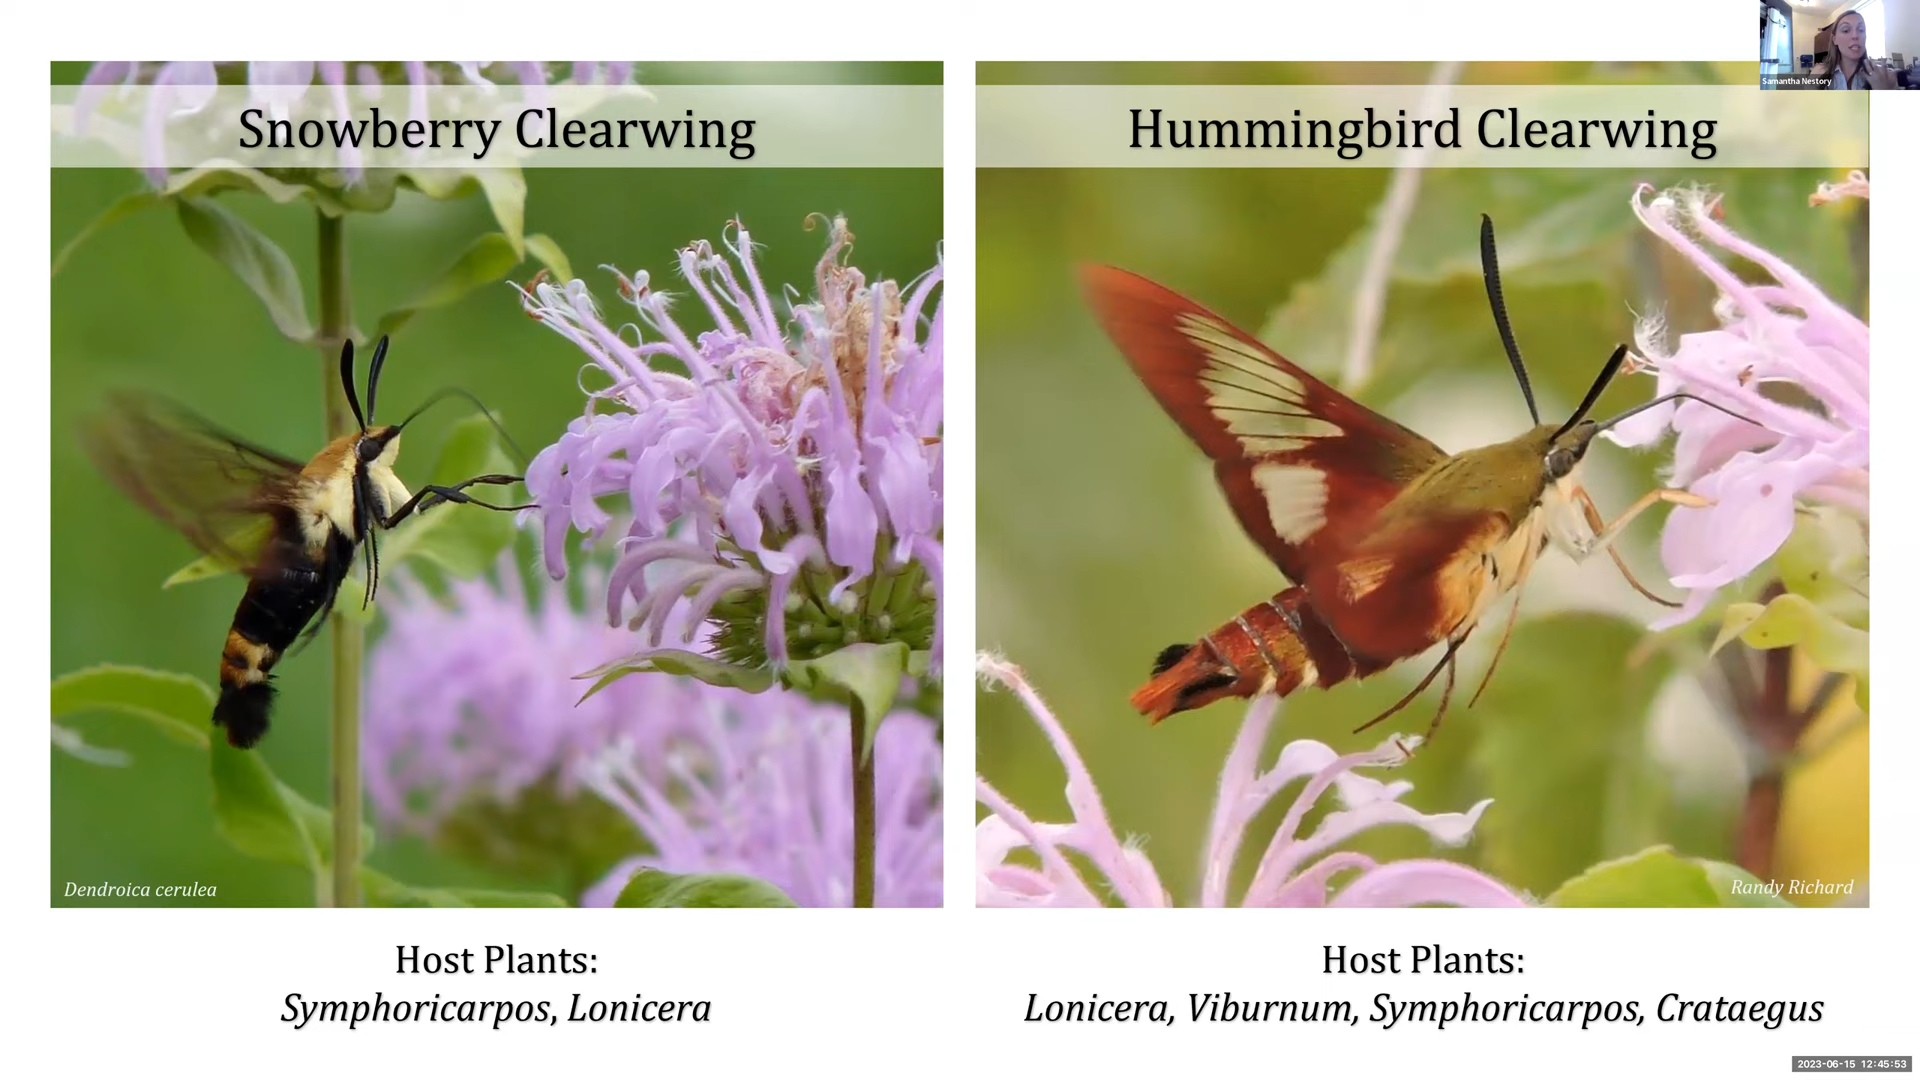 Snowberry Clearwing
Hummingbird Clearwing
Samantha Nestory
Dendroica cerulea
Randy Richard
Host Plants:
Symphoricarpos, Lonicera
Host Plants:
Lonicera, Viburnum, Symphoricarpos, Crataegus
2023-06-15 12:45:53